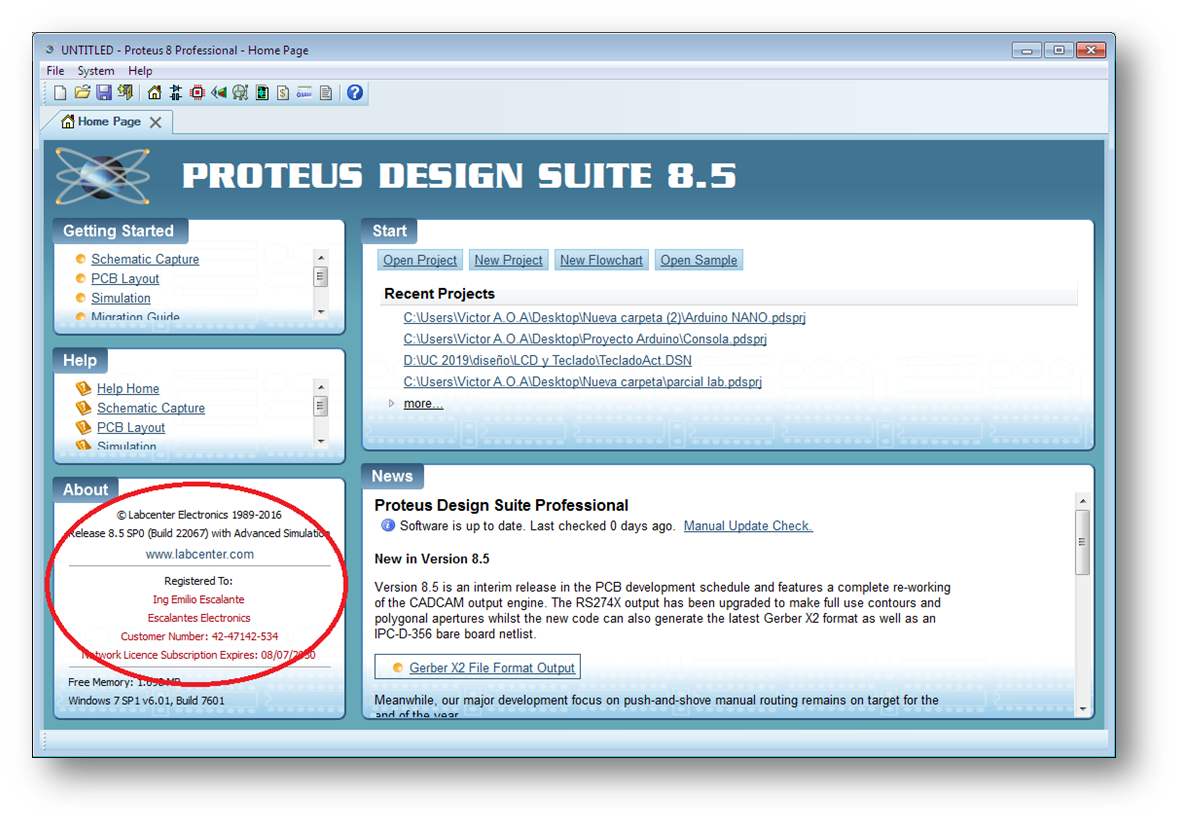 UNTITLED - Proteus 8 Professional - Home Page
File System Help
Home Page
PROTEUS DESIGN SUITE 8.5
Getting Started
Schematic Capture
PCB Layout
Simulation
Migration Guide
Help
Help Home
Schematic Capture
PCB Layout
Simulation
About
© Labcenter Electronics 1989-2016
Release 8.5 SP0 (Build 22067) with Advanced Simulation
www.labcenter.com
Registered To:
Ing Emilio Escalante
Escalantes Electronics
Customer Number: 42-47142-534
Network Licence Subscription Expires:
Free Memory:
Windows 7 SP1 v6.01, Build 7601
Start
Open Project New Project New Flowchart Open Sample
Recent Projects
C:\Users\Victor A.O.A\Desktop\Nueva carpeta (2)\Arduino NANO.pdsprj
C:\Users\Victor A.O.A\Desktop\Proyecto Arduino\Consola.pdsprj
D:\UC 2019\diseño\LCD y Teclado\TecladoAct.DSN
C:\Users\Victor A.O.A\Desktop\Nueva carpeta\parcial lab.pdsprj
more...
News
Proteus Design Suite Professional
Software is up to date. Last checked 0 days ago. Manual Update Check.
New in Version 8.5
Version 8.5 is an interim release in the PCB development schedule and features a complete re-working
of the CADCAM output engine. The RS274X output has been upgraded to make full use contours and
polygonal apertures whilst the new code can also generate the latest Gerber X2 format as well as an
IPC-D-356 bare board netlist.
Gerber X2 File Format Output
Meanwhile, our major development focus on push-and-shove manual routing remains on target for the
end of the year